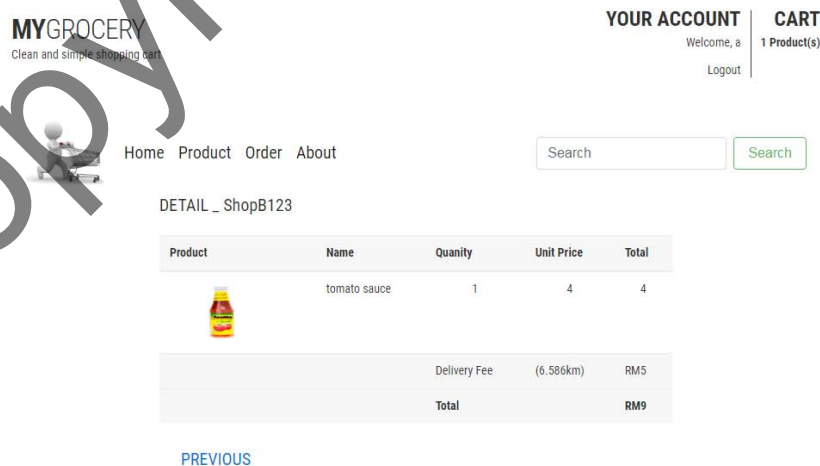 MYGROCERY
Clean and simple shopping cart
YOUR ACCOUNT
Welcome, a
Logout
CART
1 Product(s)
Home Product Order About
Search Search
DETAIL _ ShopB123
Product Name Quanity Unit Price Total
tomato sauce 1 4 4
Delivery Fee (6.586km) RM5
Total RM9
PREVIOUS